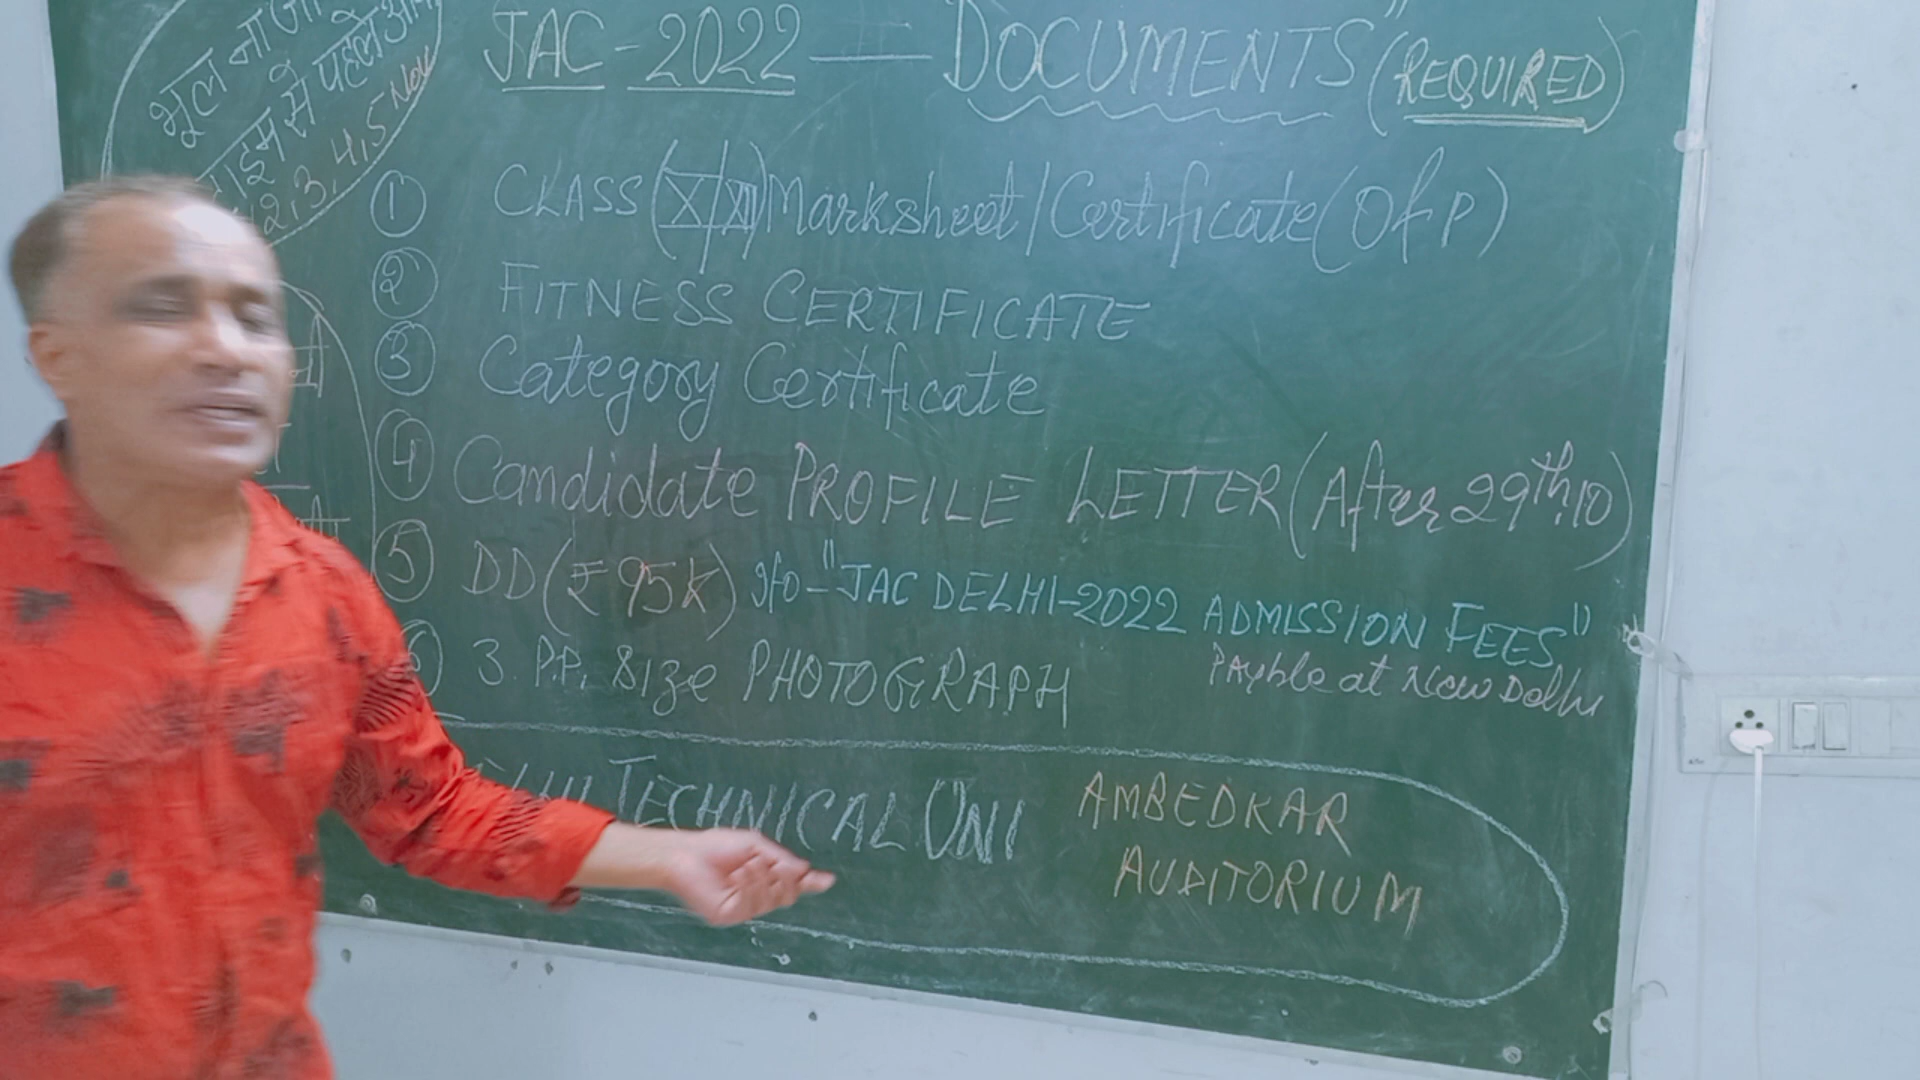 भूल ना जा
से पहले
2, 3, 4, 5 Nov
JAC - 2022 — DOCUMENTS" (REQUIRED)
① CLASS (X/XII) Marksheet / Certificate (OfP)
② FITNESS CERTIFICATE
③ Category Certificate
④ Candidate PROFILE LETTER (After 29th.10)
⑤ DD (₹ 95k) "JAC DELHI-2022 ADMISSION FEES"
Payble at New Delhi
⑥ 3 P.P. Size PHOTOGRAPH
TECHNICAL UNI AMBEDKAR
AUDITORIUM